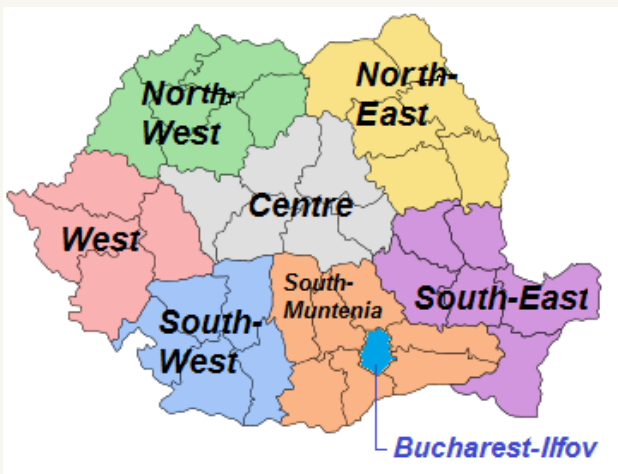 North-
West
North-
East
Centre
West
South-
Muntenia
South-East
South-
West
Bucharest-Ilfov